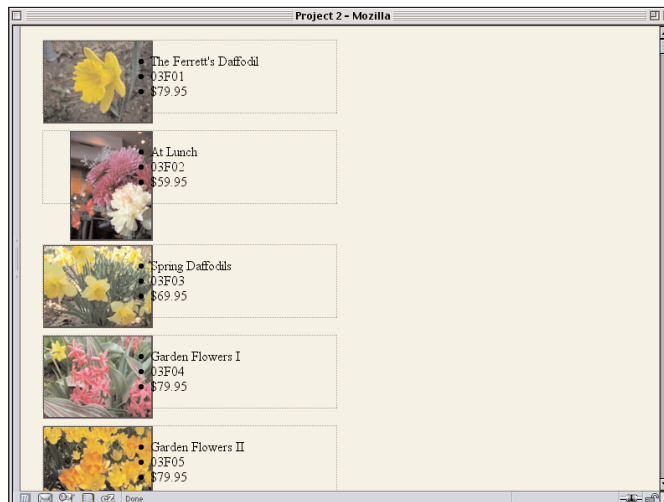 Project 2 – Mozilla
The Ferrett's Daffodil
03F01
$79.95
At Lunch
03F02
$59.95
Spring Daffodils
03F03
$69.95
Garden Flowers I
03F04
$79.95
Garden Flowers II
03F05
$79.95
Done